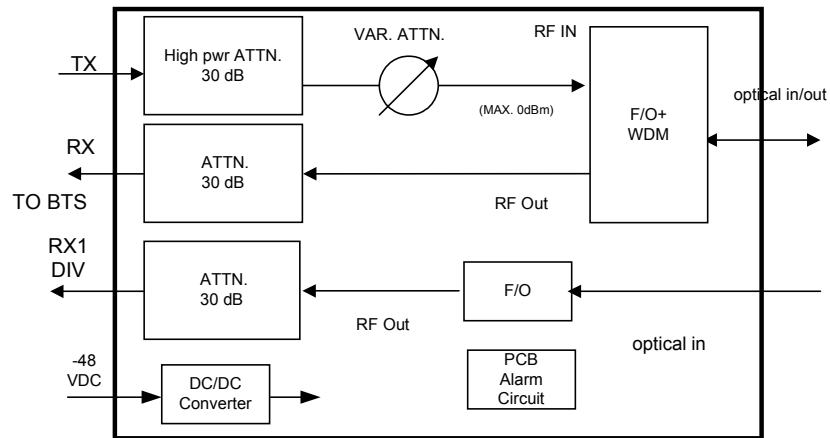 TX
High pwr ATTN.
30 dB
VAR. ATTN.
RF IN
(MAX. 0dBm)
F/O+
WDM
optical in/out
RX
TO BTS
ATTN.
30 dB
RF Out
RX1
DIV
ATTN.
30 dB
RF Out
F/O
optical in
-48
VDC
DC/DC
Converter
PCB
Alarm
Circuit